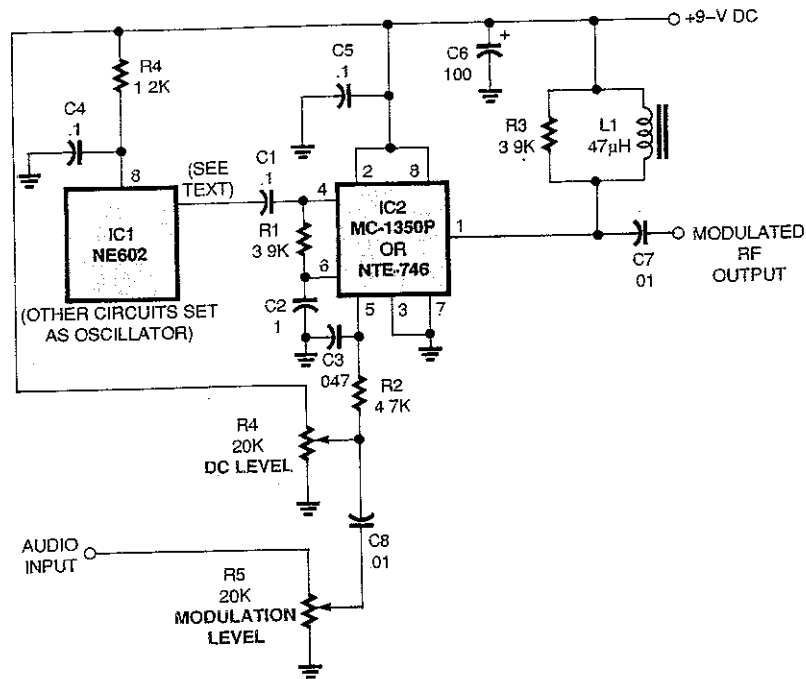 +9-V DC
R4
1 2K
C4
.1
C5
.1
C6
100
+
R3
3 9K
L1
47µH
8
(SEE
TEXT)
C1
.1
2
8
4
IC1
NE602
R1
3 9K
6
IC2
MC-1350P
OR
NTE-746
1
MODULATED
RF
OUTPUT
C7
01
(OTHER CIRCUITS SET
AS OSCILLATOR)
C2
1
5
3
7
C3
047
R2
4 7K
R4
20K
DC LEVEL
C8
.01
AUDIO
INPUT
R5
20K
MODULATION
LEVEL